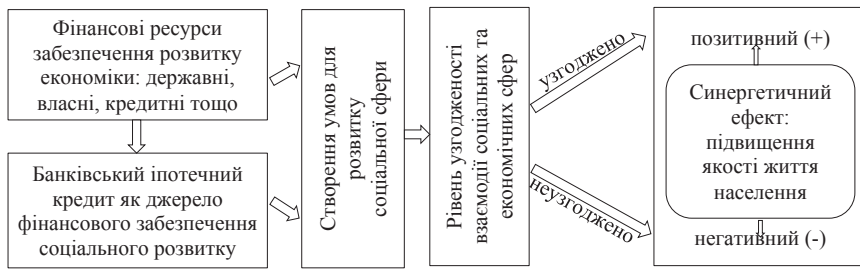 Фінансові ресурси
забезпечення розвитку
економіки: державні,
власні, кредитні тощо
Банківський іпотечний
кредит як джерело
фінансового забезпечення
соціального розвитку
Створення умов для
розвитку
соціальної сфери
Рівень узгодженості
взаємодії соціальних та
економічних сфер
узгоджено
неузгоджено
позитивний (+)
Синергетичний
ефект:
підвищення
якості життя
населення
негативний (-)